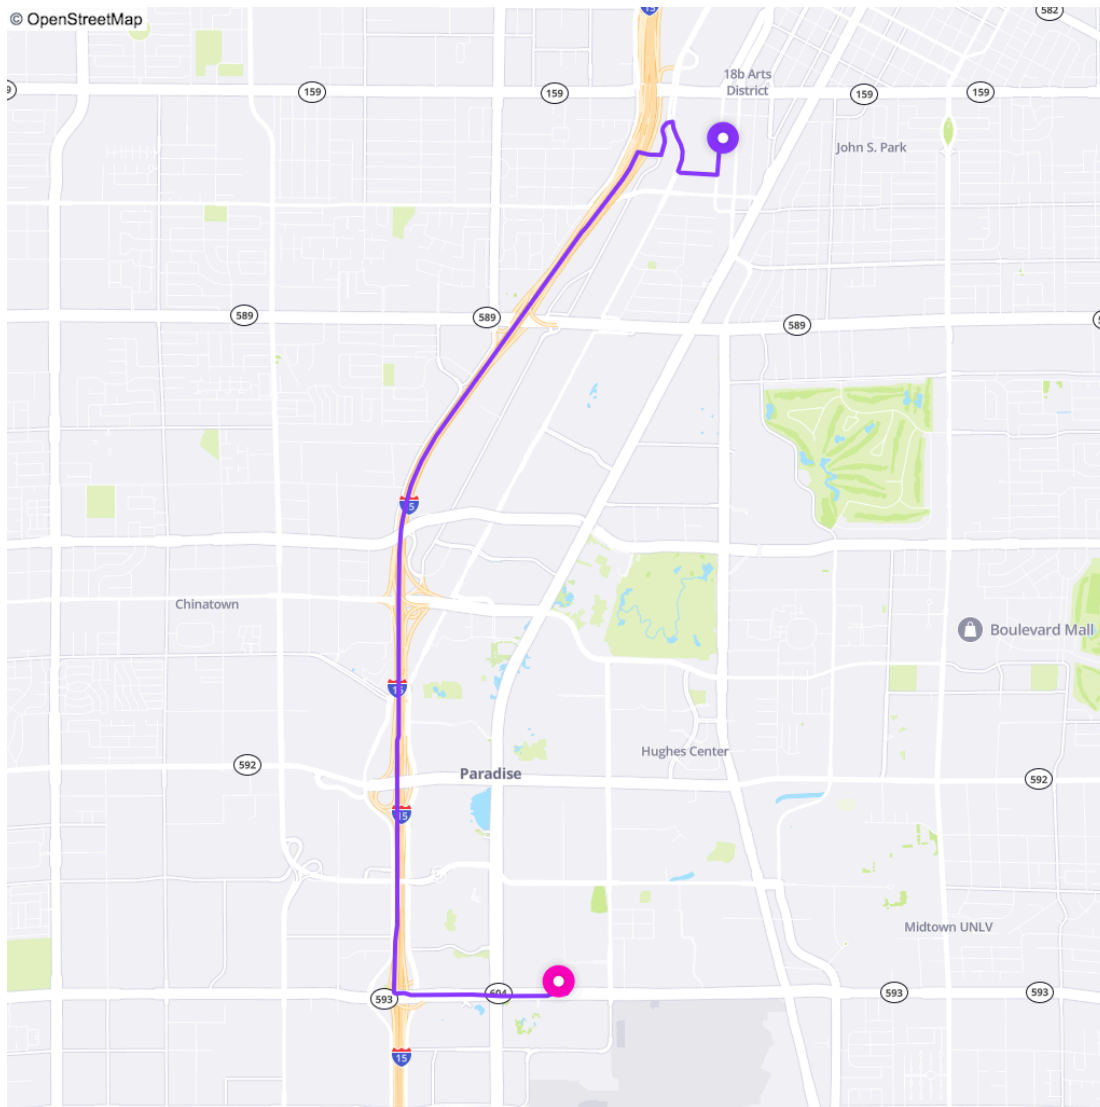 © OpenStreetMap
15
582
18b Arts
District
159
159
159
159
John S. Park
589
589
589
15
Chinatown
Boulevard Mall
15
Hughes Center
592
Paradise
592
15
Midtown UNLV
593
604
593
593
15